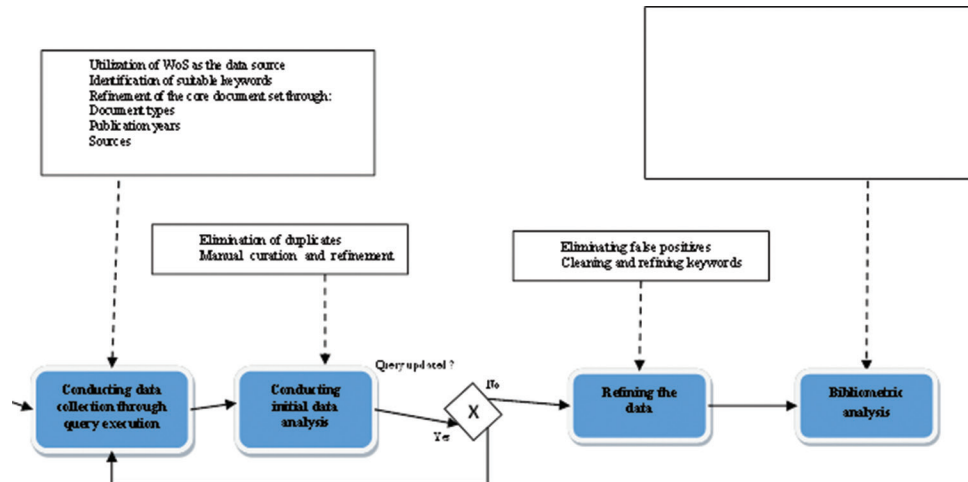 Utilization of WoS as the data source
Identification of suitable keywords
Refinement of the core document set through:
Document types
Publication years
Sources
Elimination of duplicates
Manual curation and refinement
Eliminating false positives
Cleaning and refining keywords
Query updated ?
No
Yes
X
Conducting data
collection through
query execution
Conducting
initial data
analysis
Refining the
data
Bibliometric
analysis